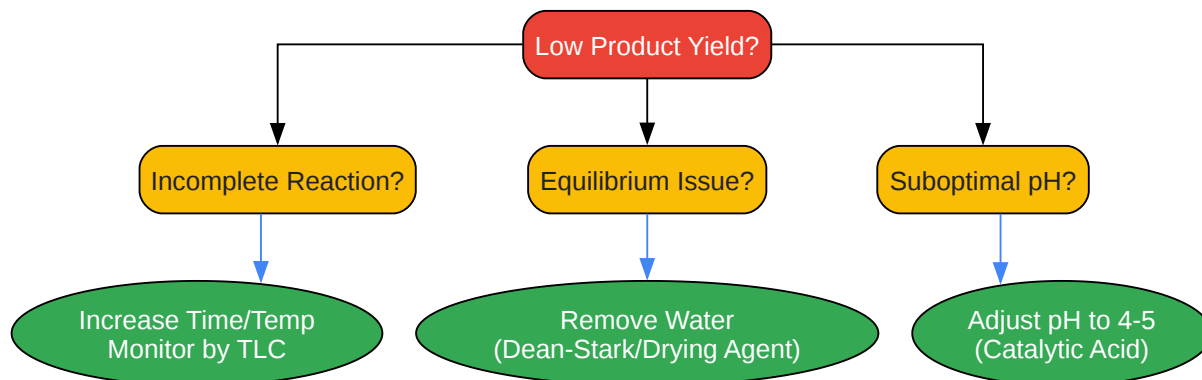 Low Product Yield?
Incomplete Reaction?
Equilibrium Issue?
Suboptimal pH?
Increase Time/Temp
Monitor by TLC
Remove Water
(Dean-Stark/Drying Agent)
Adjust pH to 4-5
(Catalytic Acid)